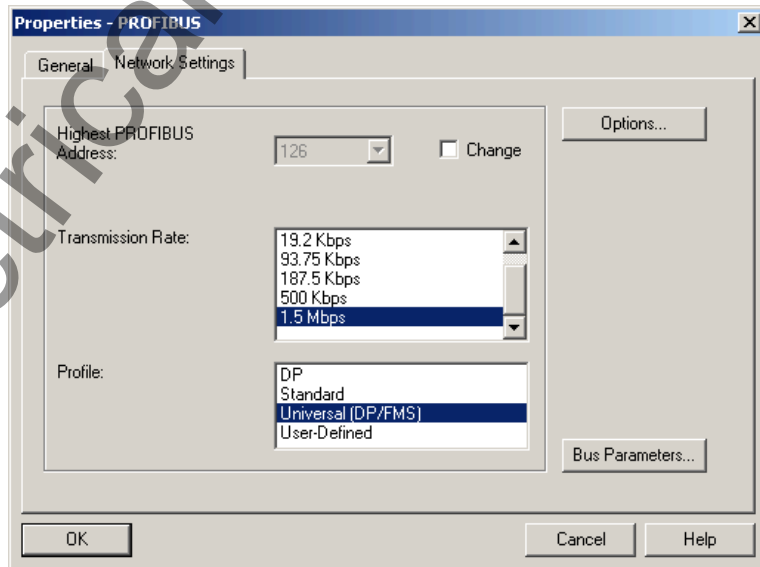 Properties - PROFIBUS
General
Network Settings
Highest PROFIBUS
Address:
126
Change
Options...
Transmission Rate:
19.2 Kbps
93.75 Kbps
187.5 Kbps
500 Kbps
1.5 Mbps
Profile:
DP
Standard
Universal (DP/FMS)
User-Defined
Bus Parameters...
OK
Cancel
Help